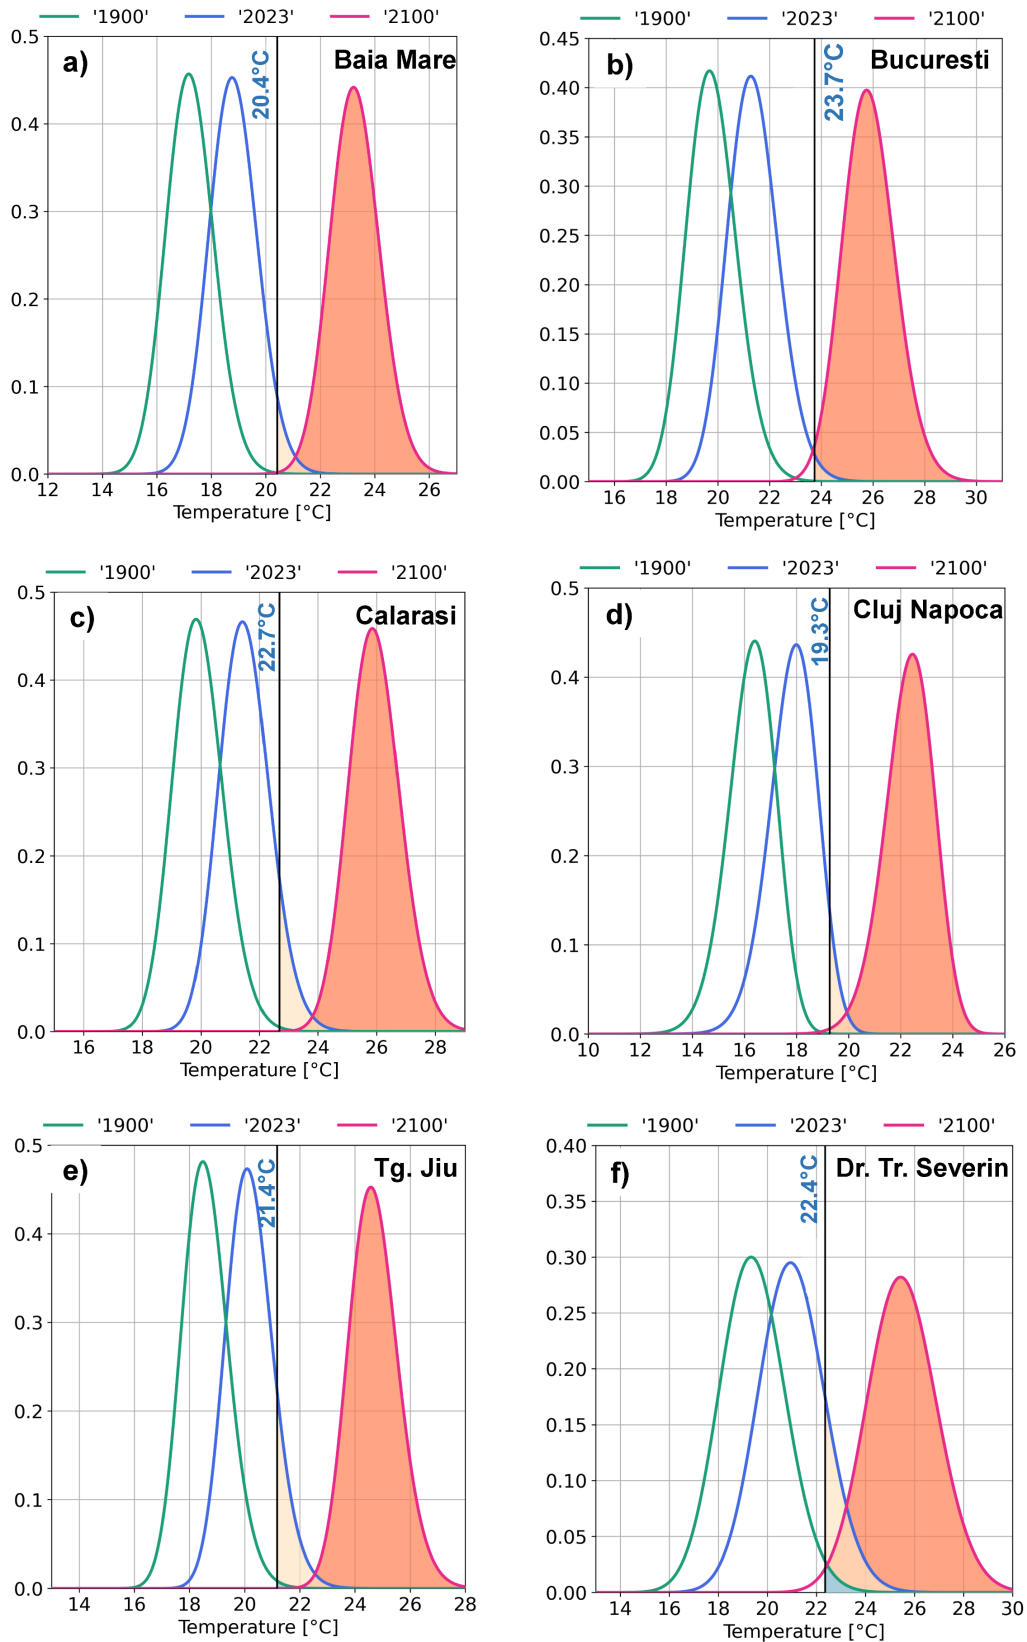 '1900' '2023' '2100'
a) Baia Mare
20.4°C
0.5
0.4
0.3
0.2
0.1
0.0
12 14 16 18 20 22 24 26
Temperature [°C]
'1900' '2023' '2100'
b) Bucuresti
23.7°C
0.45
0.40
0.35
0.30
0.25
0.20
0.15
0.10
0.05
0.00
16 18 20 22 24 26 28 30
Temperature [°C]
'1900' '2023' '2100'
c) Calarasi
22.7°C
0.5
0.4
0.3
0.2
0.1
0.0
16 18 20 22 24 26 28
Temperature [°C]
'1900' '2023' '2100'
d) Cluj Napoca
19.3°C
0.5
0.4
0.3
0.2
0.1
0.0
10 12 14 16 18 20 22 24 26
Temperature [°C]
'1900' '2023' '2100'
e) Tg. Jiu
21.4°C
0.5
0.4
0.3
0.2
0.1
0.0
14 16 18 20 22 24 26 28
Temperature [°C]
'1900' '2023' '2100'
f) Dr. Tr. Severin
22.4°C
0.40
0.35
0.30
0.25
0.20
0.15
0.10
0.05
0.00
14 16 18 20 22 24 26 28 30
Temperature [°C]